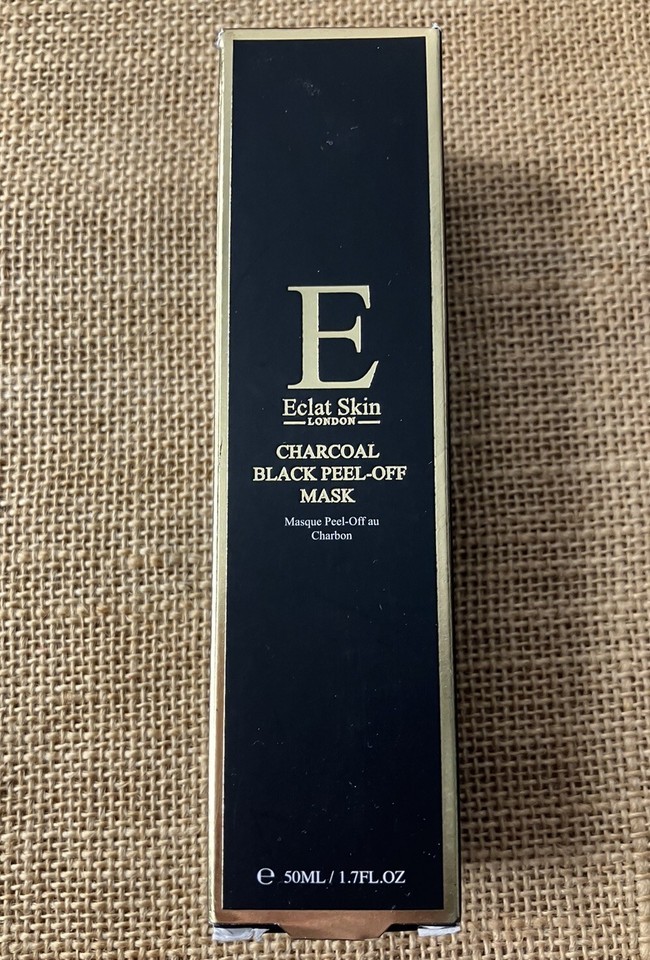 E
Eclat Skin
LONDON
CHARCOAL
BLACK PEEL-OFF
MASK
Masque Peel-Off au
Charbon
℮ 50ML / 1.7FL.OZ